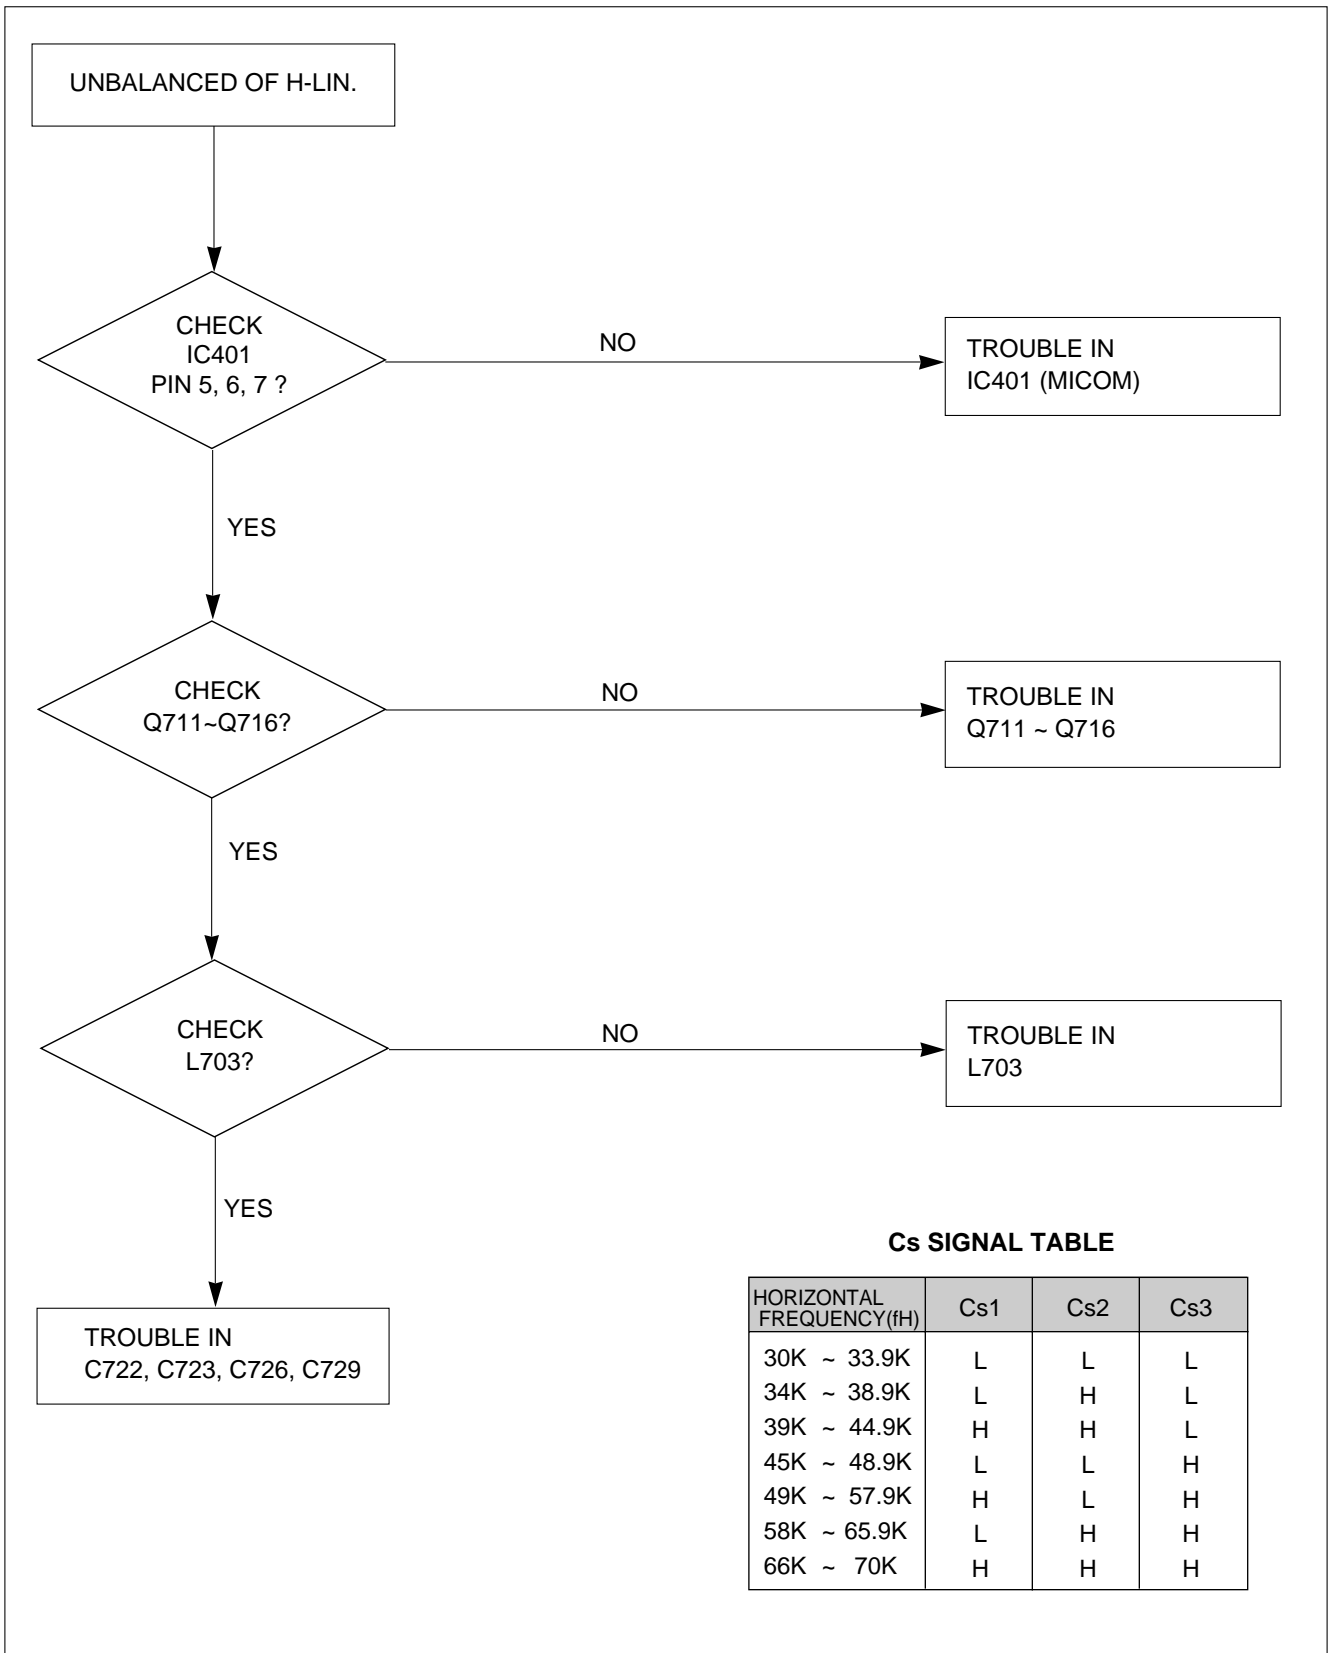 UNBALANCED OF H-LIN.
CHECK
IC401
PIN 5, 6, 7 ?
NO
TROUBLE IN
IC401 (MICOM)
YES
CHECK
Q711~Q716?
NO
TROUBLE IN
Q711 ~ Q716
YES
CHECK
L703?
NO
TROUBLE IN
L703
YES
TROUBLE IN
C722, C723, C726, C729
Cs SIGNAL TABLE
HORIZONTAL
FREQUENCY(fH) Cs1 Cs2 Cs3
30K ~ 33.9K L L L
34K ~ 38.9K L H L
39K ~ 44.9K H H L
45K ~ 48.9K L L H
49K ~ 57.9K H L H
58K ~ 65.9K L H H
66K ~ 70K H H H